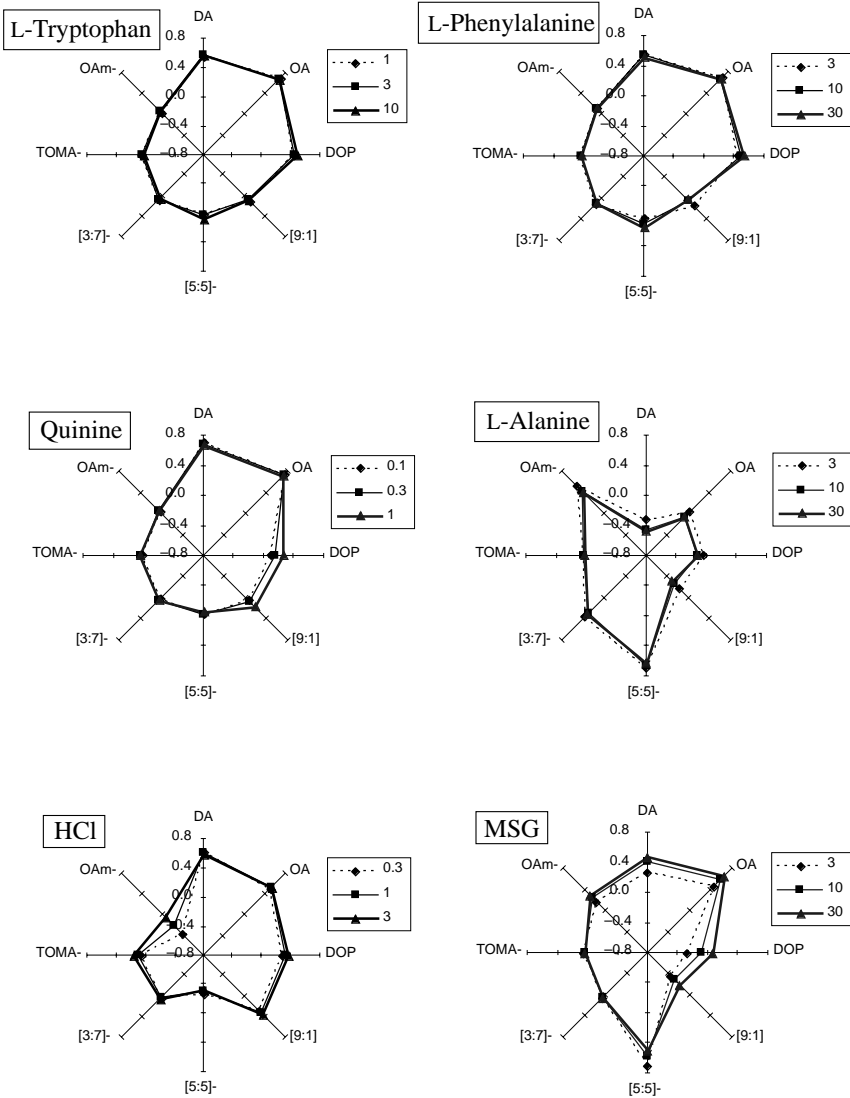 L-Tryptophan
DA
0.8
0.4
0.0
−0.4
−0.8
OA
DOP
[9:1]
[5:5]-
[3:7]-
TOMA-
OAm-
1
3
10
L-Phenylalanine
DA
0.8
0.4
0.0
−0.4
−0.8
OA
DOP
[9:1]
[5:5]-
[3:7]-
TOMA-
OAm-
3
10
30
Quinine
DA
0.8
0.4
0.0
−0.4
−0.8
OA
DOP
[9:1]
[5:5]-
[3:7]-
TOMA-
OAm-
0.1
0.3
1
L-Alanine
DA
0.8
0.4
0.0
−0.4
−0.8
OA
DOP
[9:1]
[5:5]-
[3:7]-
TOMA-
OAm-
3
10
30
HCl
DA
0.8
0.4
0.0
−0.4
−0.8
OA
DOP
[9:1]
[5:5]-
[3:7]-
TOMA-
OAm-
0.3
1
3
MSG
DA
0.8
0.4
0.0
−0.4
−0.8
OA
DOP
[9:1]
[5:5]-
[3:7]-
TOMA-
OAm-
3
10
30